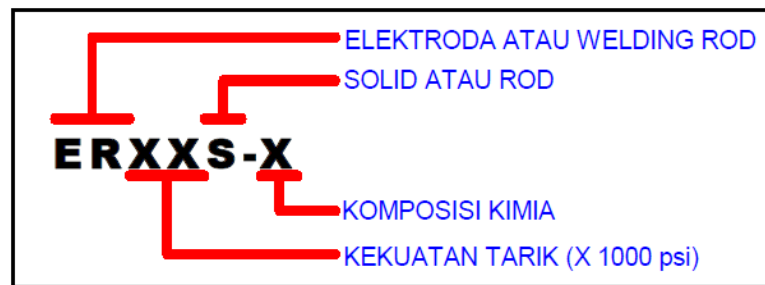 ELEKTRODA ATAU WELDING ROD
SOLID ATAU ROD
ERXXS-X
KOMPOSISI KIMIA
KEKUATAN TARIK (X 1000 psi)